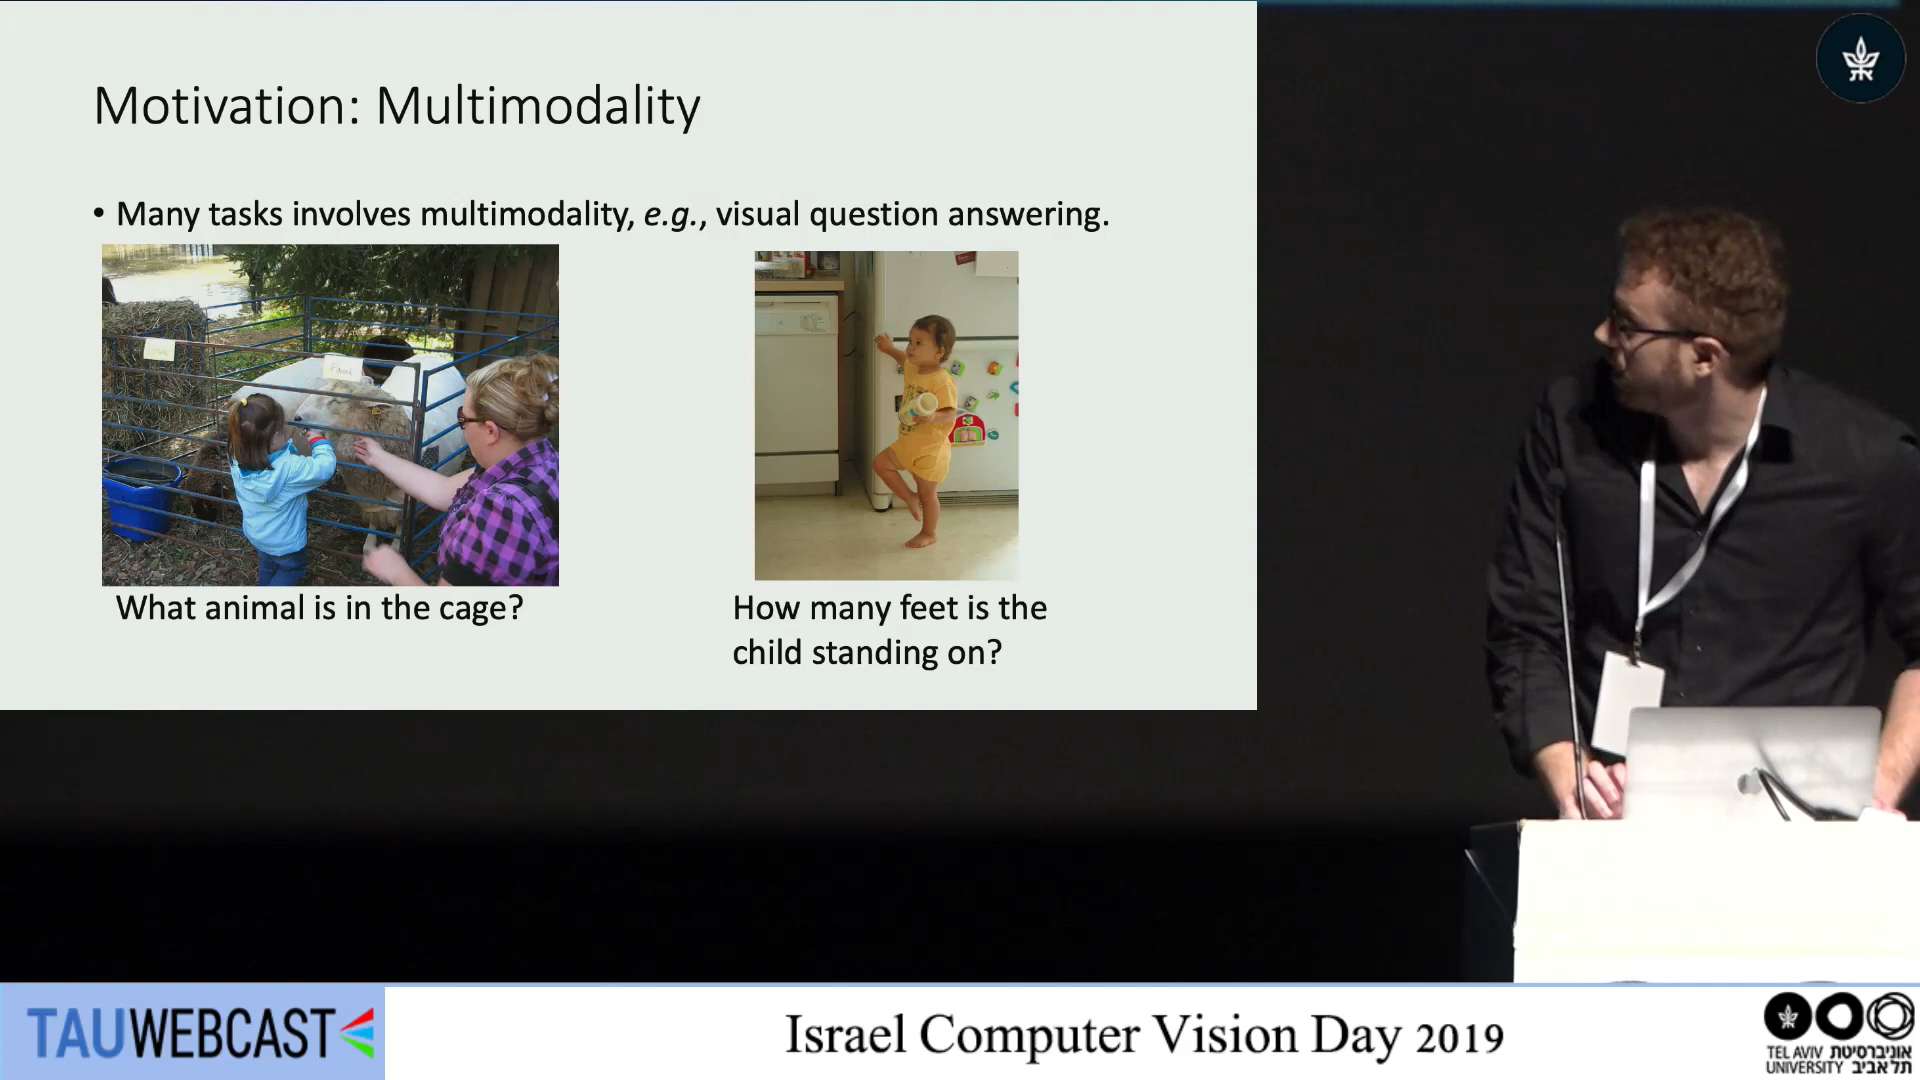 Motivation: Multimodality
• Many tasks involves multimodality, e.g., visual question answering.
What animal is in the cage?
How many feet is the
child standing on?
TAUWEBCAST
Israel Computer Vision Day 2019
TEL AVIV אוניברסיטת
UNIVERSITY תל אביב